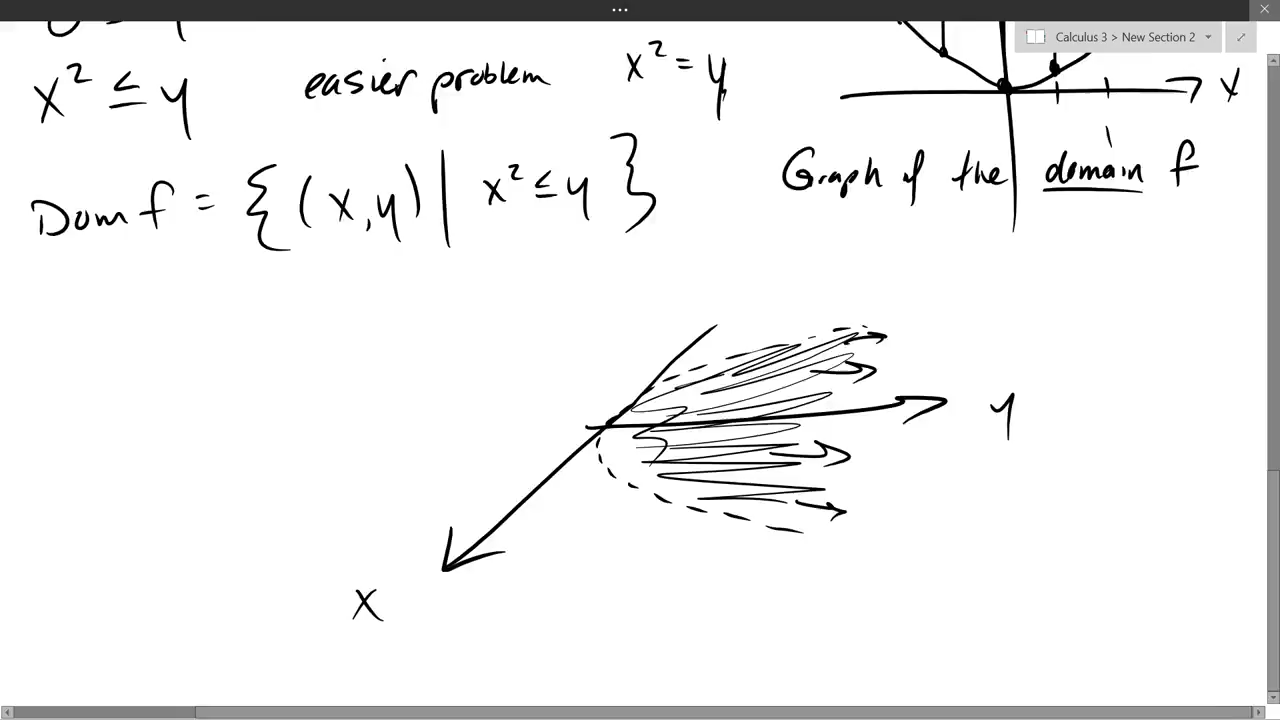 Calculus 3 > New Section 2
x² ≤ y easier problem x² = y
x
Graph of the domain f
Dom f = { (x, y) | x² ≤ y }
y
x